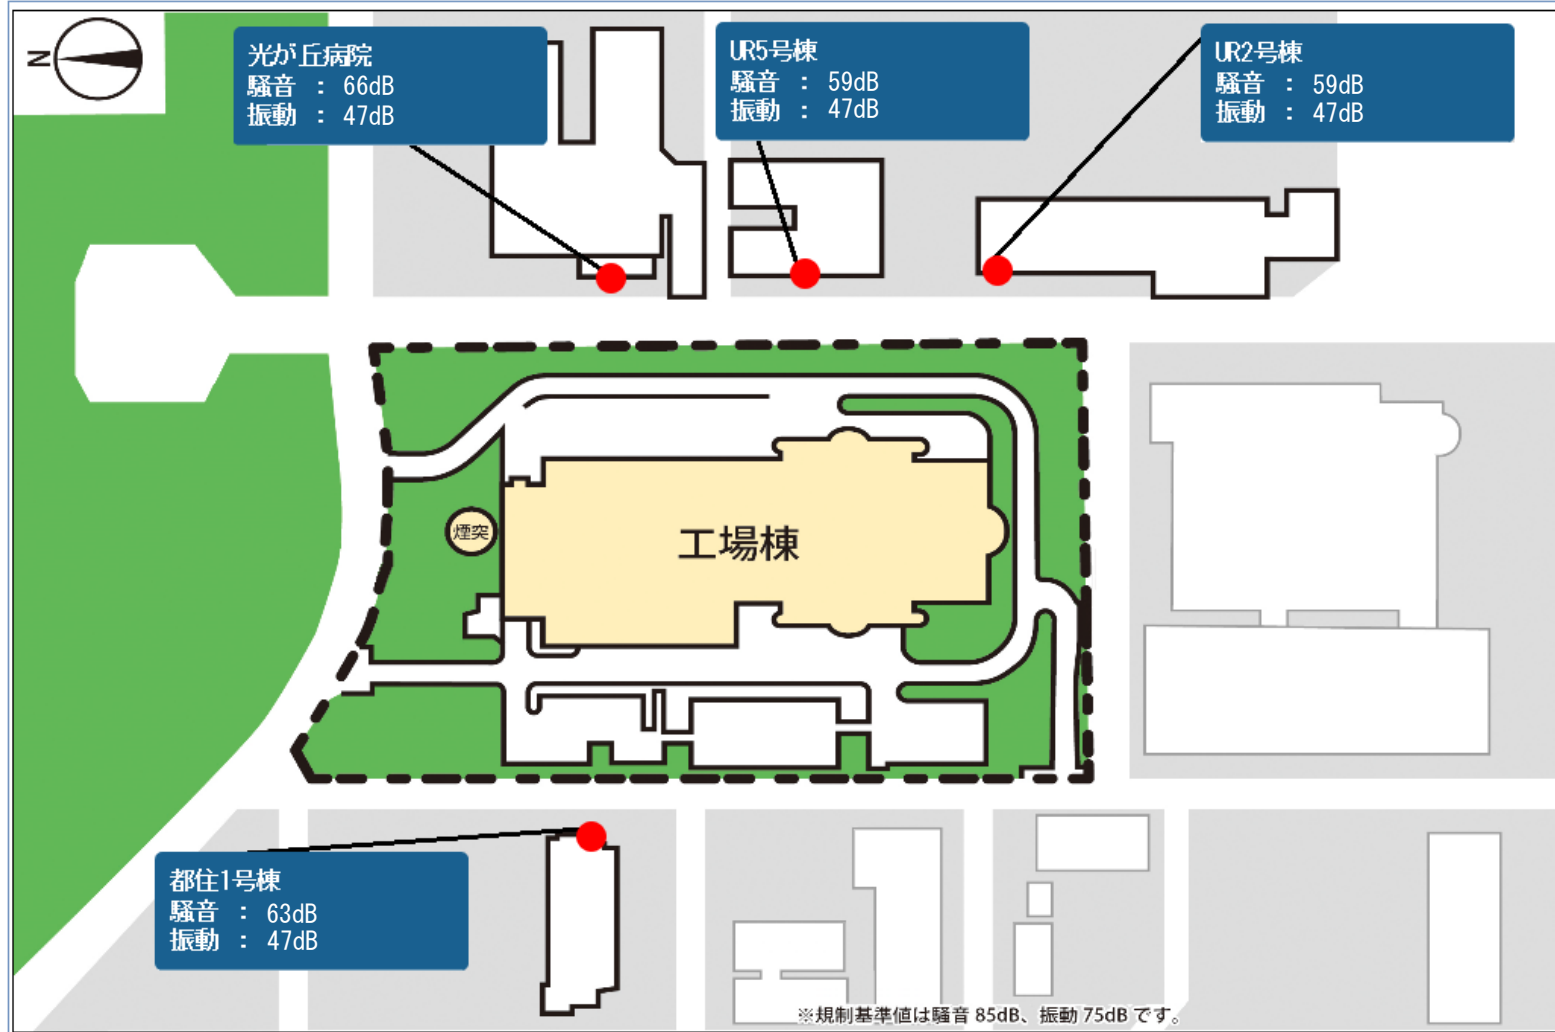 N
光が丘病院
騒音 : 66dB
振動 : 47dB
UR5号棟
騒音 : 59dB
振動 : 47dB
UR2号棟
騒音 : 59dB
振動 : 47dB
煙突
工場棟
都住1号棟
騒音 : 63dB
振動 : 47dB
※規制基準値は騒音 85dB、振動 75dB です。